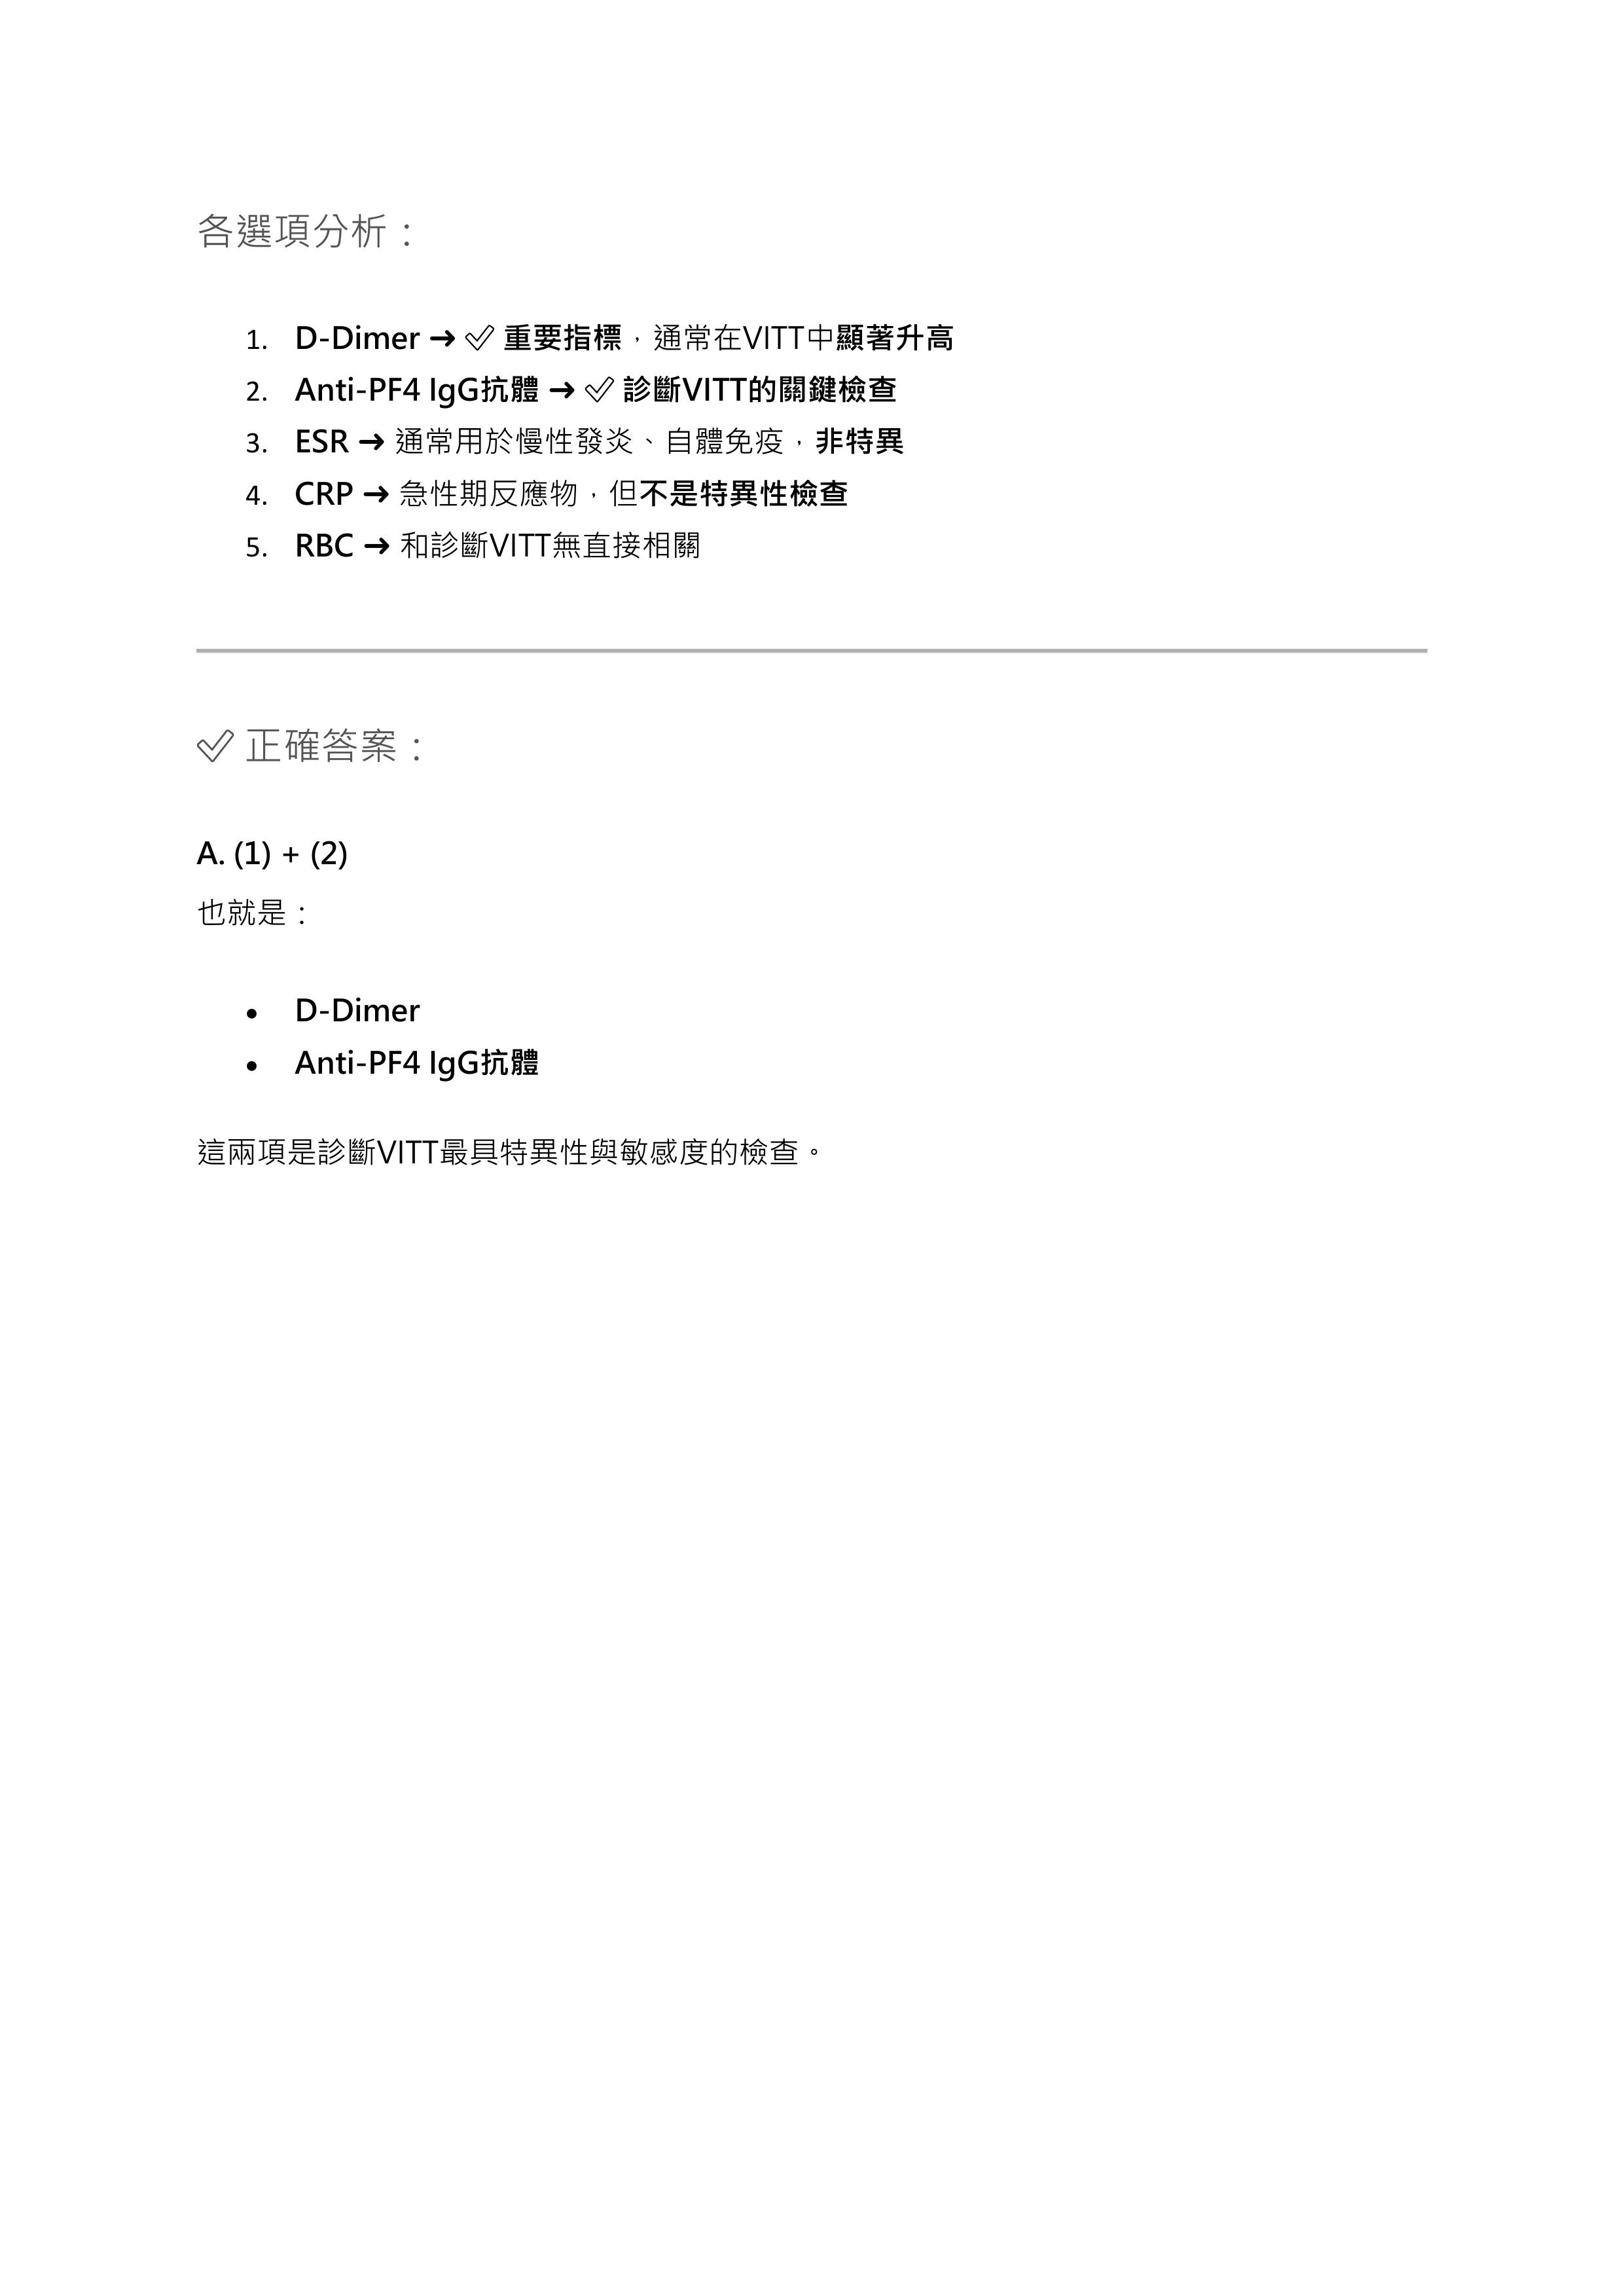 各選項分析：
1. D-Dimer → ✅ 重要指標，通常在VITT中顯著升高
2. Anti-PF4 IgG抗體 → ✅ 診斷VITT的關鍵檢查
3. ESR → 通常用於慢性發炎、自體免疫，非特異
4. CRP → 急性期反應物，但不是特異性檢查
5. RBC → 和診斷VITT無直接相關
✅ 正確答案：
A. (1) + (2)
也就是：
• D-Dimer
• Anti-PF4 IgG抗體
這兩項是診斷VITT最具特異性與敏感度的檢查。